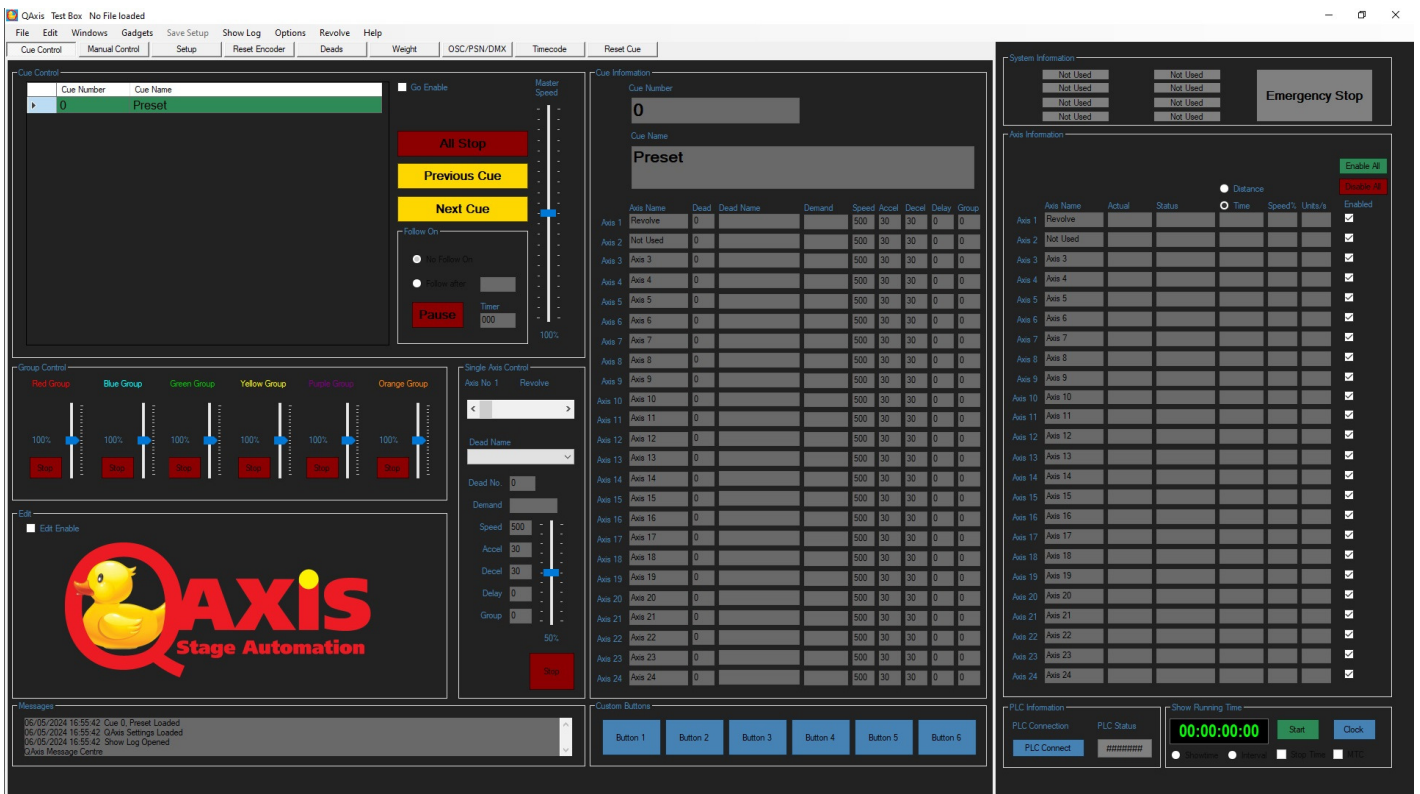 QAxis Test Box No File loaded
File Edit Windows Gadgets Save Setup Show Log Options Revolve Help
Cue Control Manual Control Setup Reset Encoder Deads Weight OSC/PSN/DMX Timecode Reset Cue
Cue Control
Cue Number Cue Name
0 Preset
Go Enable
Master Speed
All Stop
Previous Cue
Next Cue
Follow On
No Follow On
Follow after
Pause
Timer
000
100%
Group Control
Red Group Blue Group Green Group Yellow Group Purple Group Orange Group
100% 100% 100% 100% 100% 100%
Stop Stop Stop Stop Stop Stop
Single Axis Control
Axis No 1 Revolve
Dead Name
Dead No. 0
Demand
Speed 500
Accel 30
Decel 30
Delay 0
Group 0
50%
Stop
Edit
Edit Enable
QAXIS
Stage Automation
Messages
06/05/2024 16:55:42 Cue 0, Preset Loaded
06/05/2024 16:55:42 QAxis Settings Loaded
06/05/2024 16:55:42 Show Log Opened
QAxis Message Centre
Cue Information
Cue Number
0
Cue Name
Preset
Axis Name Dead Dead Name Demand Speed Accel Decel Delay Group
Axis 1 Revolve 0 500 30 30 0 0
Axis 2 Not Used 0 500 30 30 0 0
Axis 3 Axis 3 0 500 30 30 0 0
Axis 4 Axis 4 0 500 30 30 0 0
Axis 5 Axis 5 0 500 30 30 0 0
Axis 6 Axis 6 0 500 30 30 0 0
Axis 7 Axis 7 0 500 30 30 0 0
Axis 8 Axis 8 0 500 30 30 0 0
Axis 9 Axis 9 0 500 30 30 0 0
Axis 10 Axis 10 0 500 30 30 0 0
Axis 11 Axis 11 0 500 30 30 0 0
Axis 12 Axis 12 0 500 30 30 0 0
Axis 13 Axis 13 0 500 30 30 0 0
Axis 14 Axis 14 0 500 30 30 0 0
Axis 15 Axis 15 0 500 30 30 0 0
Axis 16 Axis 16 0 500 30 30 0 0
Axis 17 Axis 17 0 500 30 30 0 0
Axis 18 Axis 18 0 500 30 30 0 0
Axis 19 Axis 19 0 500 30 30 0 0
Axis 20 Axis 20 0 500 30 30 0 0
Axis 21 Axis 21 0 500 30 30 0 0
Axis 22 Axis 22 0 500 30 30 0 0
Axis 23 Axis 23 0 500 30 30 0 0
Axis 24 Axis 24 0 500 30 30 0 0
Custom Buttons
Button 1 Button 2 Button 3 Button 4 Button 5 Button 6
System Information
Not Used Not Used
Not Used Not Used
Not Used Not Used
Not Used Not Used
Emergency Stop
Axis Information
Enable All
Disable All
Distance
Axis Name Actual Status Time Speed% Units/s Enabled
Axis 1 Revolve
Axis 2 Not Used
Axis 3 Axis 3
Axis 4 Axis 4
Axis 5 Axis 5
Axis 6 Axis 6
Axis 7 Axis 7
Axis 8 Axis 8
Axis 9 Axis 9
Axis 10 Axis 10
Axis 11 Axis 11
Axis 12 Axis 12
Axis 13 Axis 13
Axis 14 Axis 14
Axis 15 Axis 15
Axis 16 Axis 16
Axis 17 Axis 17
Axis 18 Axis 18
Axis 19 Axis 19
Axis 20 Axis 20
Axis 21 Axis 21
Axis 22 Axis 22
Axis 23 Axis 23
Axis 24 Axis 24
PLC Information
PLC Connection PLC Status
PLC Connect #######
Show Running Time
00:00:00:00 Start Clock
Showtime Interval Stop Time MTC